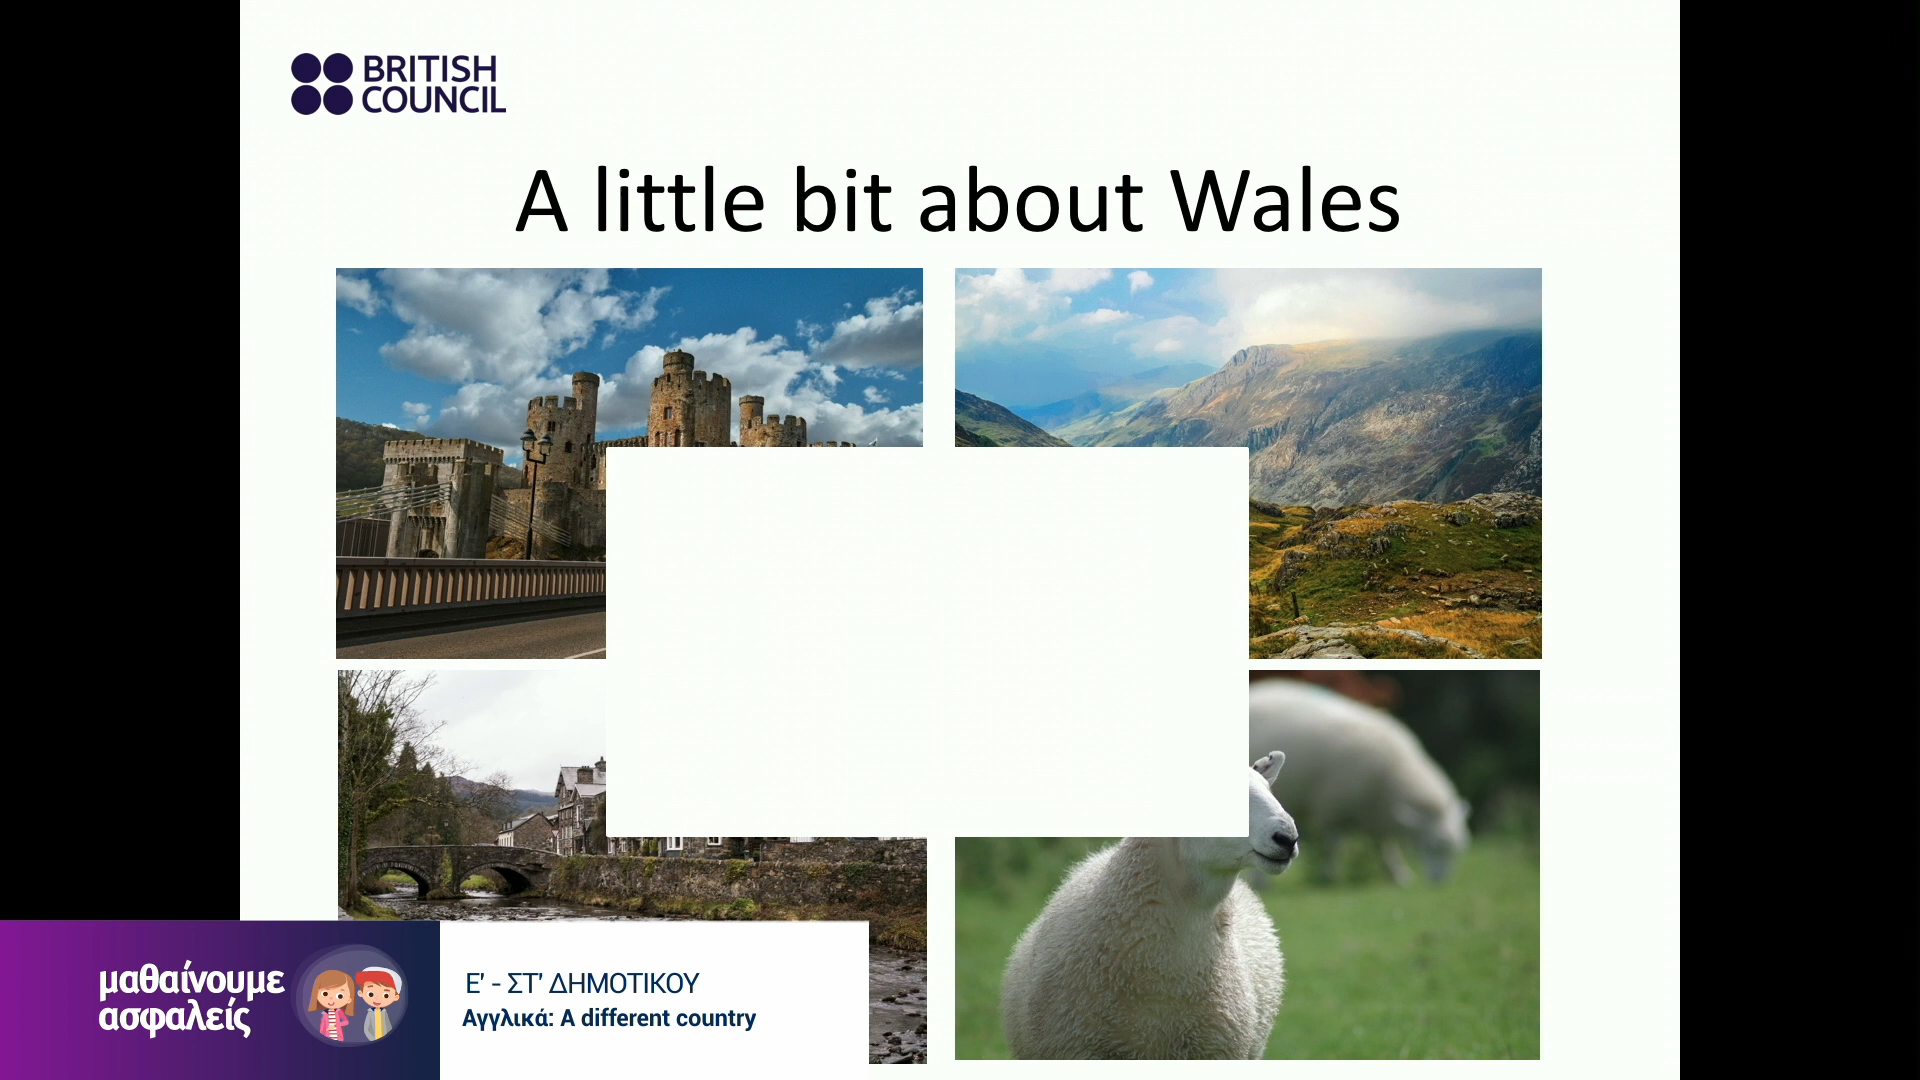 BRITISH
COUNCIL
A little bit about Wales
μαθαίνουμε
ασφαλείς
Ε' - ΣΤ' ΔΗΜΟΤΙΚΟΥ
Αγγλικά: A different country